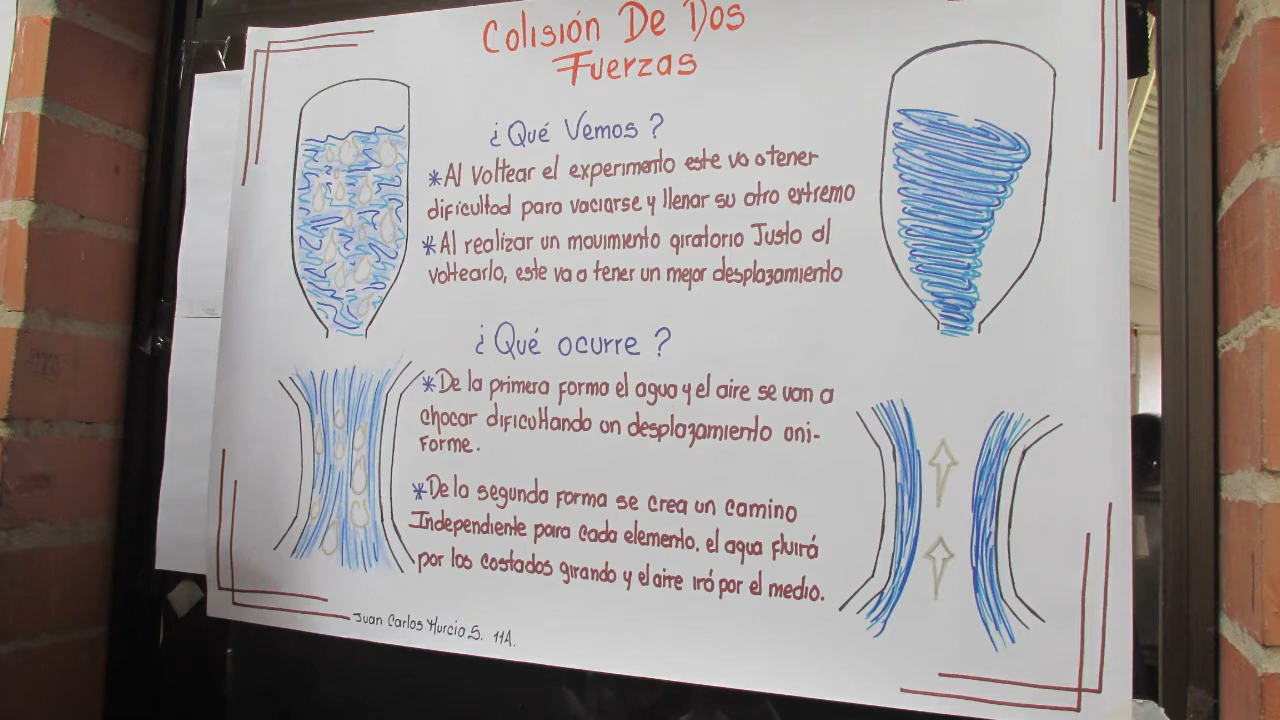 Colisión De Dos
Fuerzas
¿Qué Vemos?
*Al voltear el experimento este va a tener
dificultad para vaciarse y llenar su otro extremo
*Al realizar un movimiento giratorio Justo al
voltearlo, este va a tener un mejor desplazamiento
¿Qué ocurre?
*De la primera forma el agua y el aire se van a
chocar dificultando un desplazamiento uni-
forme.
*De la segunda forma se crea un camino
Independiente para cada elemento, el agua fluirá
por los costados girando y el aire irá por el medio.
Juan Carlos Murcio S. 11A.